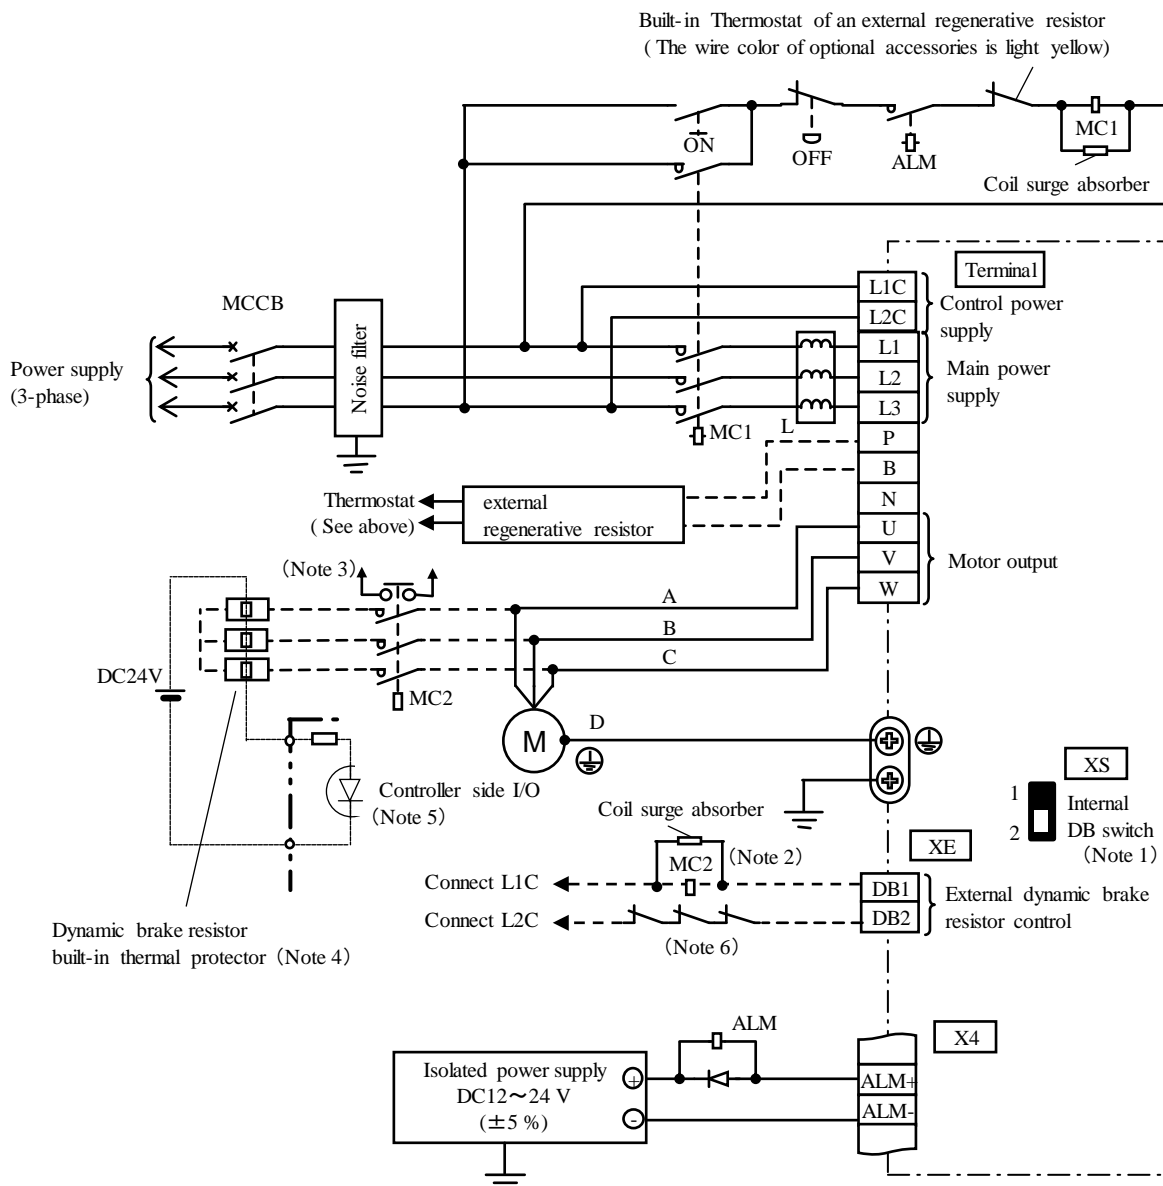 Built-in Thermostat of an external regenerative resistor
( The wire color of optional accessories is light yellow)
ON
OFF
ALM
MC1
Coil surge absorber
Terminal
MCCB
Noise filter
Power supply
(3-phase)
L1C
L2C
Control power
supply
L1
L2
L3
Main power
supply
MC1
L
P
B
N
Thermostat
( See above)
external
regenerative resistor
U
V
W
Motor output
(Note 3)
A
B
C
DC24V
MC2
M
D
Controller side I/O
(Note 5)
XS
1
2
Internal
DB switch
(Note 1)
Coil surge absorber
MC2
(Note 2)
XE
Connect L1C
Connect L2C
DB1
DB2
External dynamic brake
resistor control
(Note 6)
Dynamic brake resistor
built-in thermal protector (Note 4)
ALM
X4
Isolated power supply
DC12～24 V
(±5 %)
+
-
ALM+
ALM-